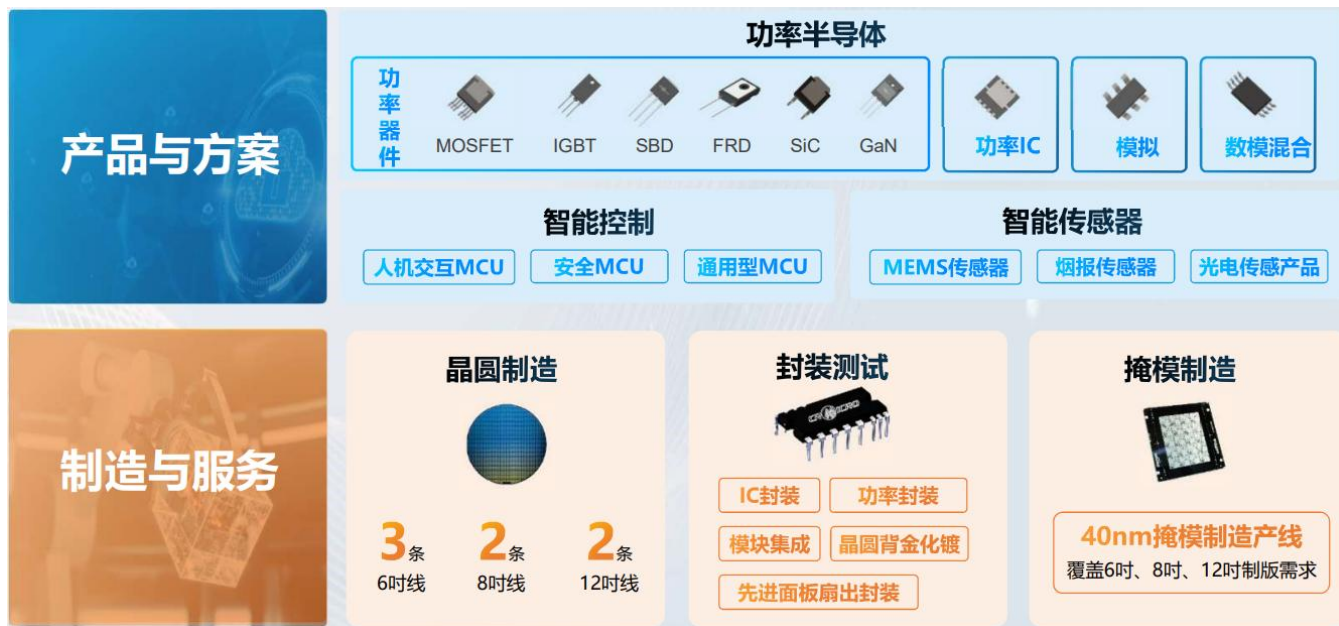 产品与方案
功率半导体
功率器件
MOSFET
IGBT
SBD
FRD
SiC
GaN
功率IC
模拟
数模混合
智能控制
人机交互MCU
安全MCU
通用型MCU
智能传感器
MEMS传感器
烟报传感器
光电传感产品
制造与服务
晶圆制造
3条
6吋线
2条
8吋线
2条
12吋线
封装测试
IC封装
功率封装
模块集成
晶圆背金化镀
先进面板扇出封装
掩模制造
40nm掩模制造产线
覆盖6吋、8吋、12吋制版需求